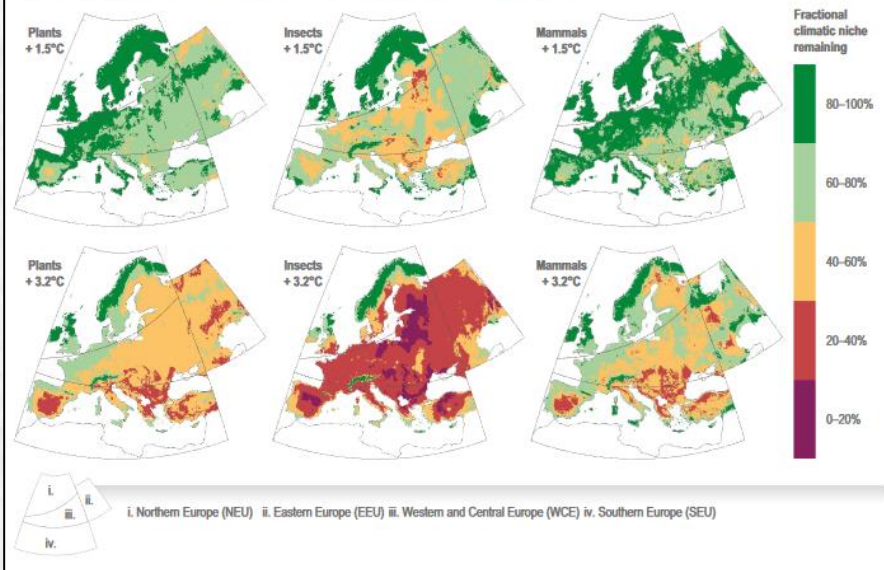 Plants
+ 1.5°C
Insects
+ 1.5°C
Mammals
+ 1.5°C
Fractional
climatic niche
remaining
80–100%
60–80%
40–60%
20–40%
0–20%
Plants
+ 3.2°C
Insects
+ 3.2°C
Mammals
+ 3.2°C
i.
ii.
iii.
iv.
i. Northern Europe (NEU) ii. Eastern Europe (EEU) iii. Western and Central Europe (WCE) iv. Southern Europe (SEU)